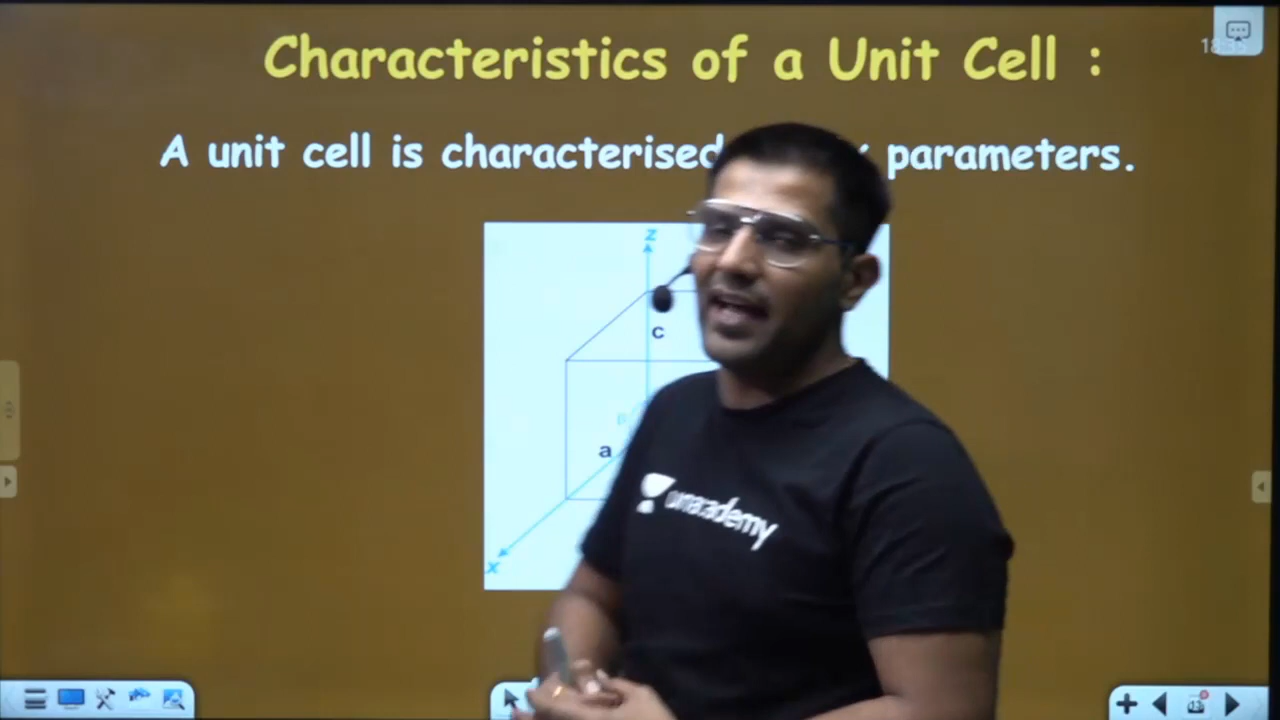 Characteristics of a Unit Cell :
A unit cell is characterised parameters.
z
c
a
x
unacademy